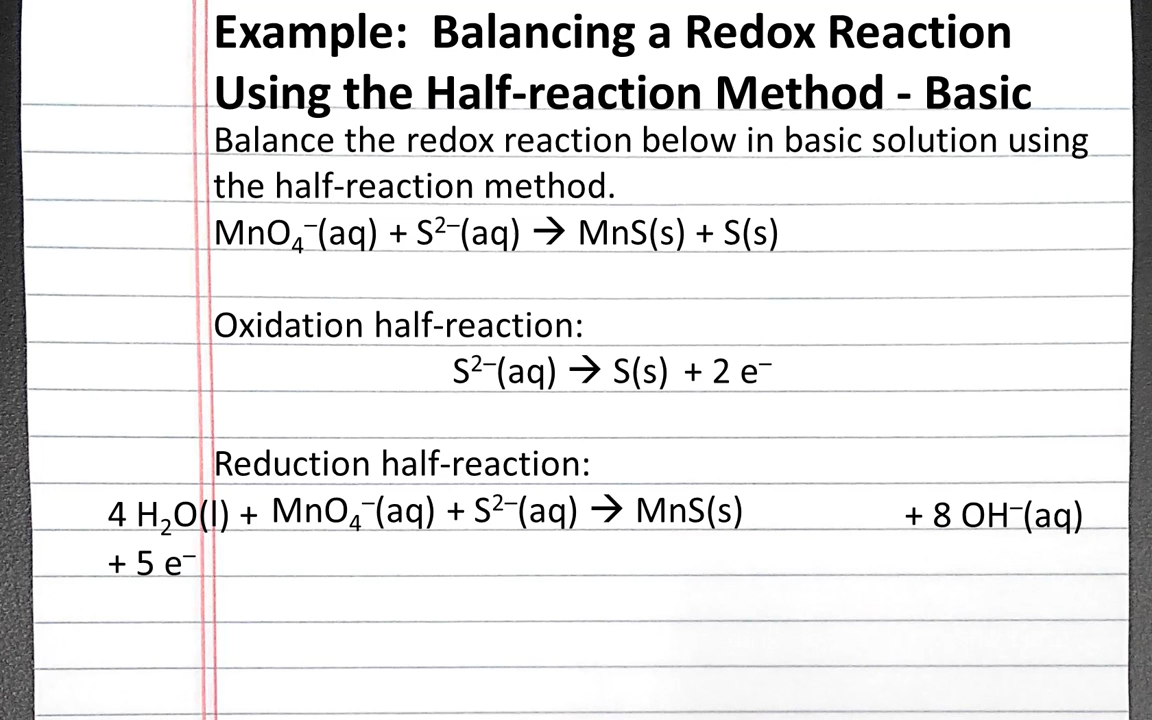 Example:  Balancing a Redox Reaction
Using the Half-reaction Method - Basic
Balance the redox reaction below in basic solution using
the half-reaction method.
MnO₄⁻(aq) + S²⁻(aq) → MnS(s) + S(s)
Oxidation half-reaction:
S²⁻(aq) → S(s) + 2 e⁻
Reduction half-reaction:
4 H₂O(l) + MnO₄⁻(aq) + S²⁻(aq) → MnS(s) + 8 OH⁻(aq)
+ 5 e⁻